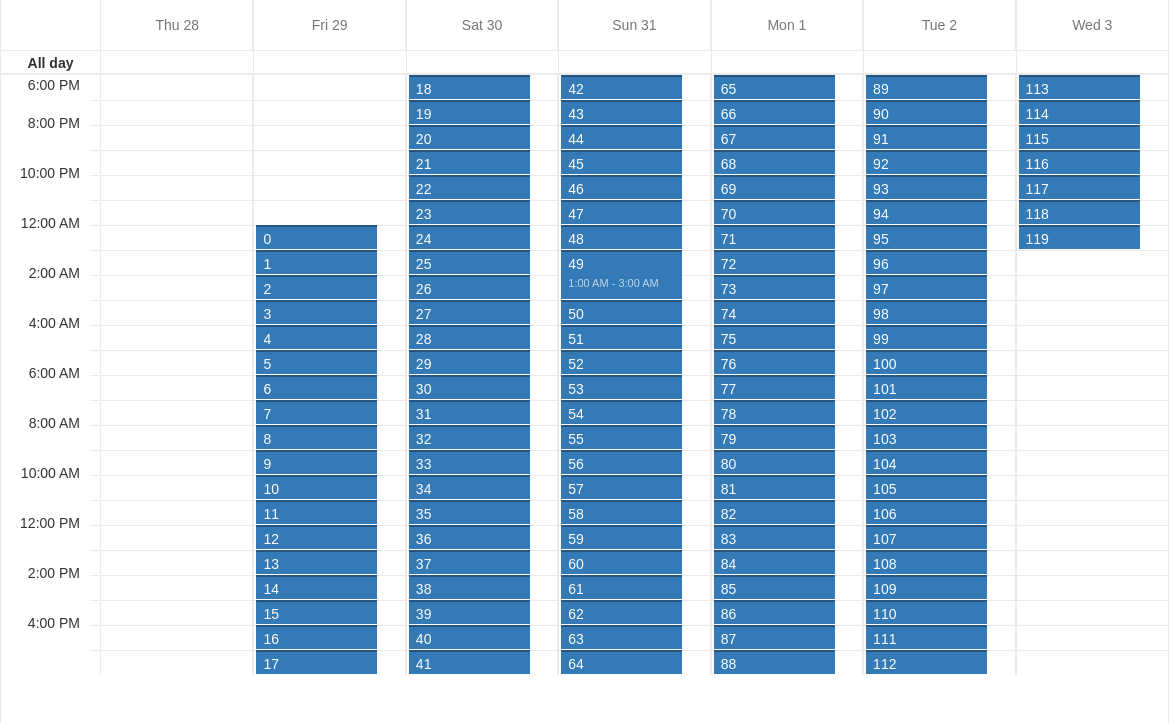 Thu 28 Fri 29 Sat 30 Sun 31 Mon 1 Tue 2 Wed 3
All day
6:00 PM 18 42 65 89 113
19 43 66 90 114
8:00 PM 20 44 67 91 115
21 45 68 92 116
10:00 PM 22 46 69 93 117
23 47 70 94 118
12:00 AM 0 24 48 71 95 119
1 25 49 72 96
2:00 AM 2 26 1:00 AM - 3:00 AM 73 97
3 27 50 74 98
4:00 AM 4 28 51 75 99
5 29 52 76 100
6:00 AM 6 30 53 77 101
7 31 54 78 102
8:00 AM 8 32 55 79 103
9 33 56 80 104
10:00 AM 10 34 57 81 105
11 35 58 82 106
12:00 PM 12 36 59 83 107
13 37 60 84 108
2:00 PM 14 38 61 85 109
15 39 62 86 110
4:00 PM 16 40 63 87 111
17 41 64 88 112